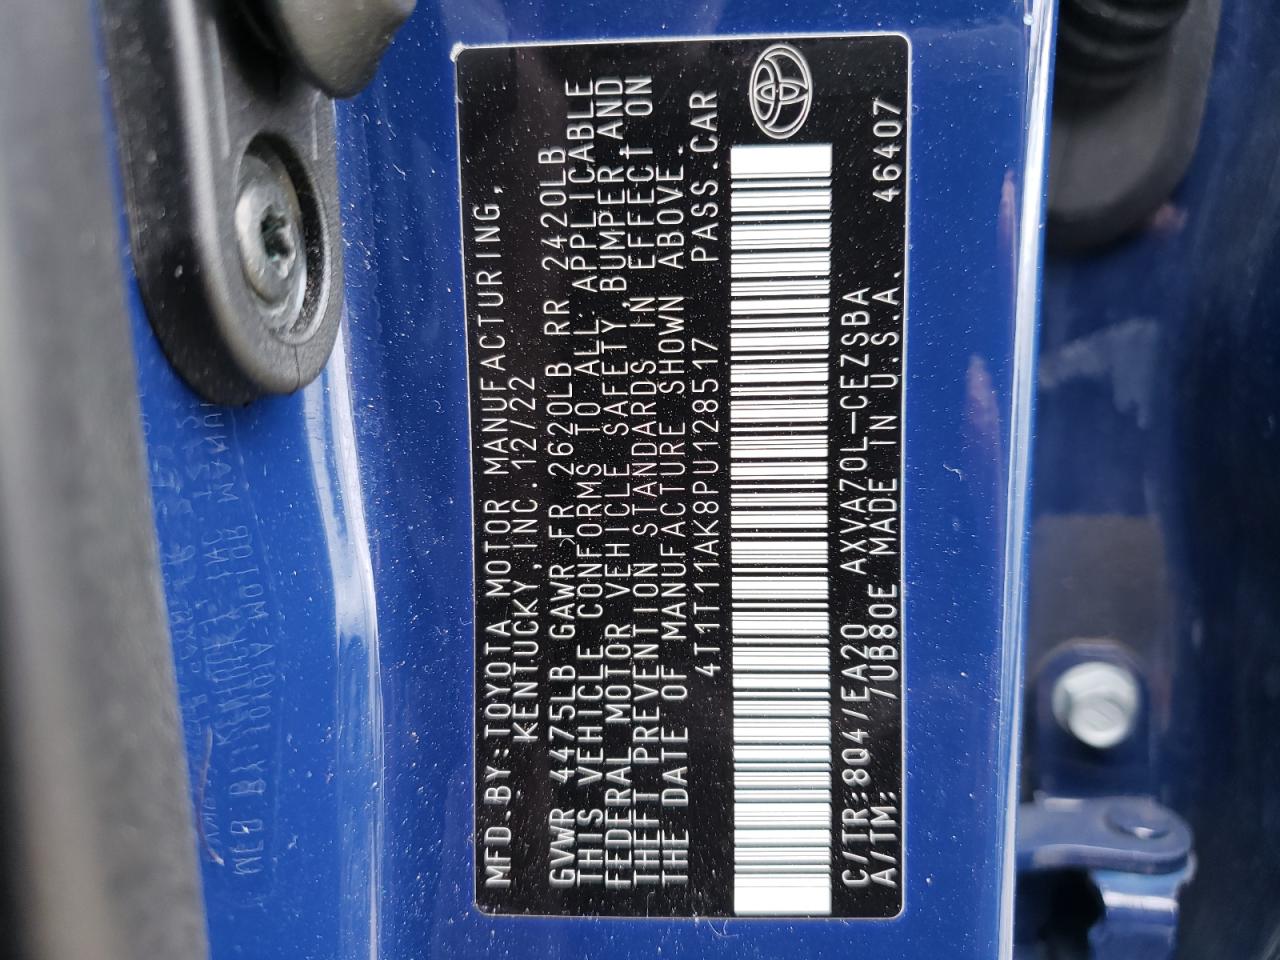 MFD.BY:TOYOTA MOTOR MANUFACTURING,
KENTUCKY,INC. 12/22
GVWR 4475LB GAWR FR 2620LB RR 2420LB
THIS VEHICLE CONFORMS TO ALL APPLICABLE
FEDERAL MOTOR VEHICLE SAFETY,BUMPER AND
THEFT PREVENTION STANDARDS IN EFFECT ON
THE DATE OF MANUFACTURE SHOWN ABOVE.
4T1T11AK8PU128517 PASS.CAR
C/TR:8Q4/EA20 AXVA70L-CEZSBA
A/TM: /UB80E MADE IN U.S.A. 46407